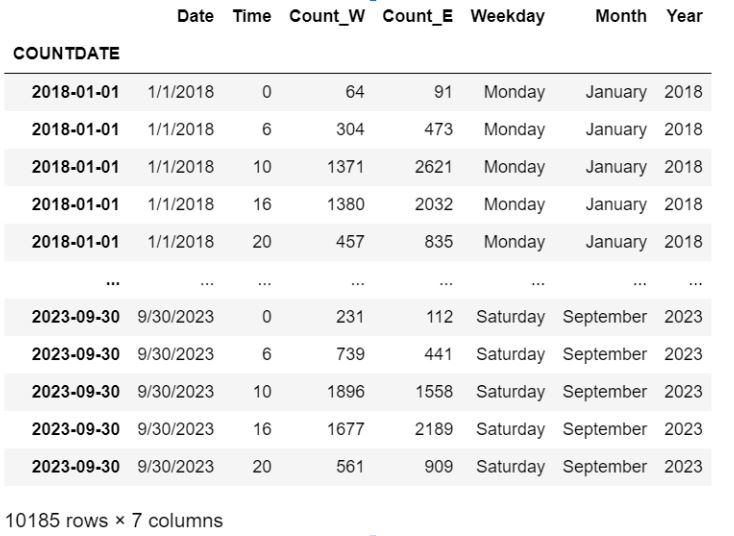 Date Time Count_W Count_E Weekday Month Year
COUNTDATE
2018-01-01 1/1/2018 0 64 91 Monday January 2018
2018-01-01 1/1/2018 6 304 473 Monday January 2018
2018-01-01 1/1/2018 10 1371 2621 Monday January 2018
2018-01-01 1/1/2018 16 1380 2032 Monday January 2018
2018-01-01 1/1/2018 20 457 835 Monday January 2018
... ... ... ... ... ... ... ...
2023-09-30 9/30/2023 0 231 112 Saturday September 2023
2023-09-30 9/30/2023 6 739 441 Saturday September 2023
2023-09-30 9/30/2023 10 1896 1558 Saturday September 2023
2023-09-30 9/30/2023 16 1677 2189 Saturday September 2023
2023-09-30 9/30/2023 20 561 909 Saturday September 2023
10185 rows × 7 columns